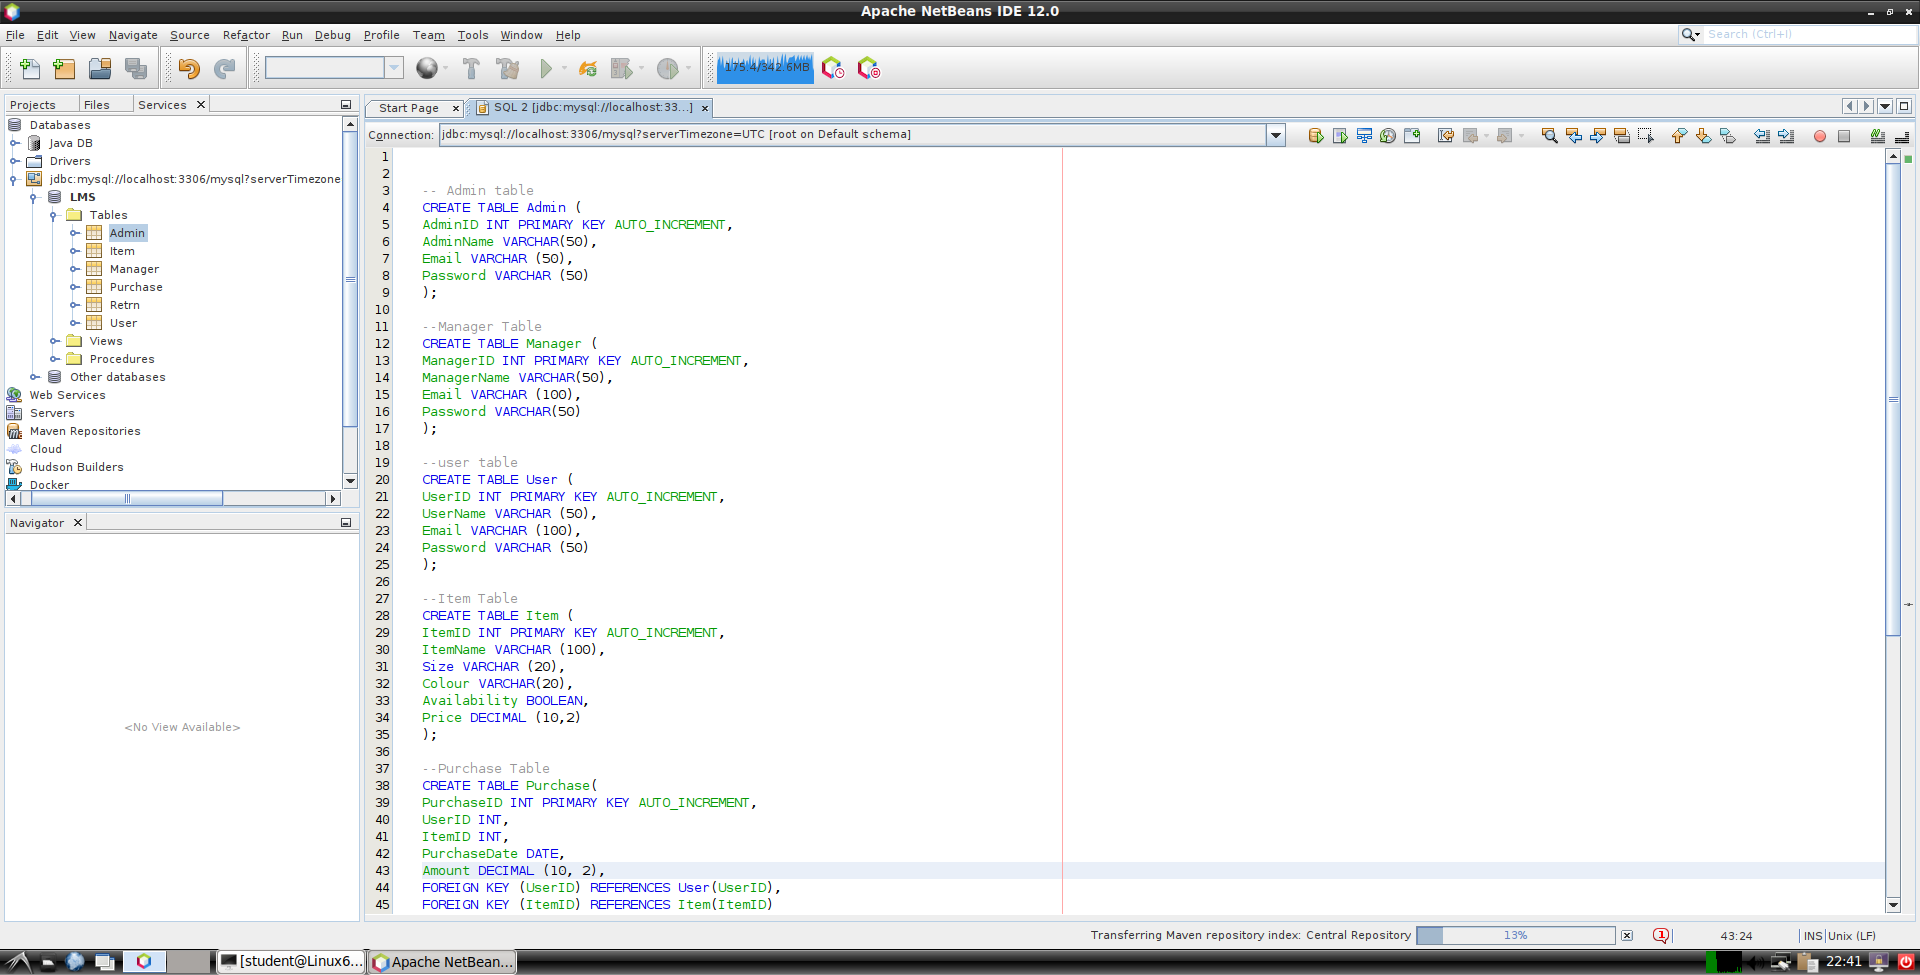 Apache NetBeans IDE 12.0
File Edit View Navigate Source Refactor Run Debug Profile Team Tools Window Help
Search (Ctrl+I)
175.4/342.6MB
Projects Files Services
Start Page SQL 2 [jdbc:mysql://localhost:33...]
Connection: jdbc:mysql://localhost:3306/mysql?serverTimezone=UTC [root on Default schema]
Databases
Java DB
Drivers
jdbc:mysql://localhost:3306/mysql?serverTimezone
LMS
Tables
Admin
Item
Manager
Purchase
Retrn
User
Views
Procedures
Other databases
Web Services
Servers
Maven Repositories
Cloud
Hudson Builders
Docker
Navigator
<No View Available>
1
2
3 -- Admin table
4 CREATE TABLE Admin (
5 AdminID INT PRIMARY KEY AUTO_INCREMENT,
6 AdminName VARCHAR(50),
7 Email VARCHAR (50),
8 Password VARCHAR (50)
9 );
10
11 --Manager Table
12 CREATE TABLE Manager (
13 ManagerID INT PRIMARY KEY AUTO_INCREMENT,
14 ManagerName VARCHAR(50),
15 Email VARCHAR (100),
16 Password VARCHAR(50)
17 );
18
19 --user table
20 CREATE TABLE User (
21 UserID INT PRIMARY KEY AUTO_INCREMENT,
22 UserName VARCHAR (50),
23 Email VARCHAR (100),
24 Password VARCHAR (50)
25 );
26
27 --Item Table
28 CREATE TABLE Item (
29 ItemID INT PRIMARY KEY AUTO_INCREMENT,
30 ItemName VARCHAR (100),
31 Size VARCHAR (20),
32 Colour VARCHAR(20),
33 Availability BOOLEAN,
34 Price DECIMAL (10,2)
35 );
36
37 --Purchase Table
38 CREATE TABLE Purchase(
39 PurchaseID INT PRIMARY KEY AUTO_INCREMENT,
40 UserID INT,
41 ItemID INT,
42 PurchaseDate DATE,
43 Amount DECIMAL (10, 2),
44 FOREIGN KEY (UserID) REFERENCES User(UserID),
45 FOREIGN KEY (ItemID) REFERENCES Item(ItemID)
Transferring Maven repository index: Central Repository 13% 1 43:24 INS Unix (LF)
[student@Linux6... Apache NetBean... 22:41